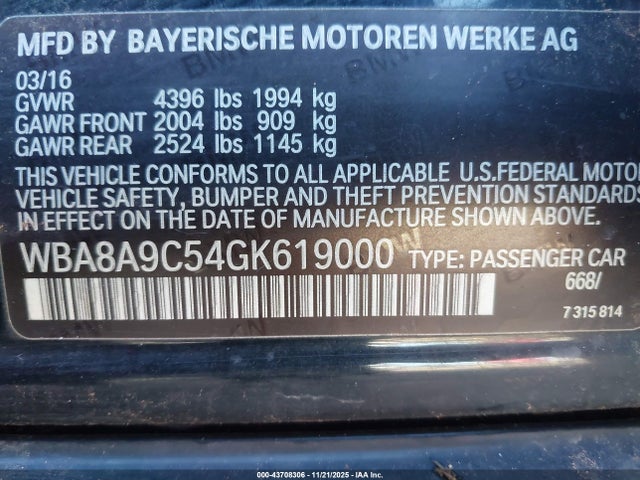 MFD BY BAYERISCHE MOTOREN WERKE AG
03/16
GVWR 4396 lbs 1994 kg
GAWR FRONT 2004 lbs 909 kg
GAWR REAR 2524 lbs 1145 kg
THIS VEHICLE CONFORMS TO ALL APPLICABLE U.S.FEDERAL MOTO
VEHICLE SAFETY, BUMPER AND THEFT PREVENTION STANDARDS
IN EFFECT ON THE DATE OF MANUFACTURE SHOWN ABOVE.
WBA8A9C54GK619000 TYPE: PASSENGER CAR
668/
7 315 814
000-43708306 - 11/21/2025 - IAA Inc.